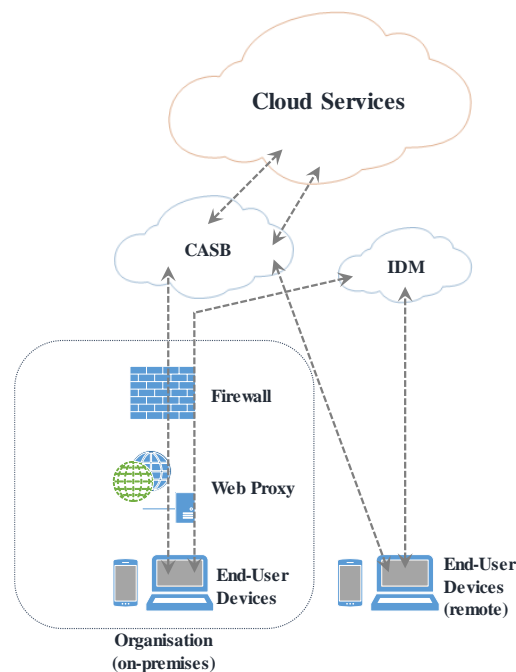 Cloud Services
CASB
IDM
Firewall
Web Proxy
End-User
Devices
End-User
Devices
(remote)
Organisation
(on-premises)